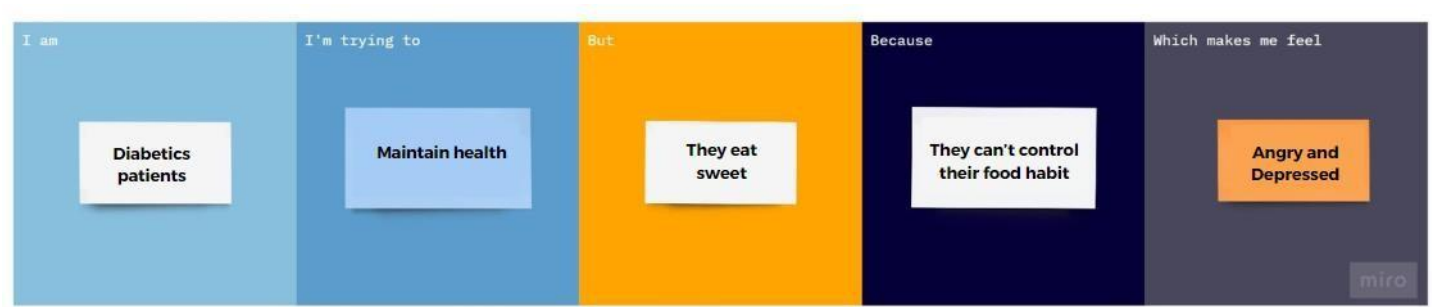 I am
Diabetics
patients
I'm trying to
Maintain health
But
They eat
sweet
Because
They can't control
their food habit
Which makes me feel
Angry and
Depressed
miro